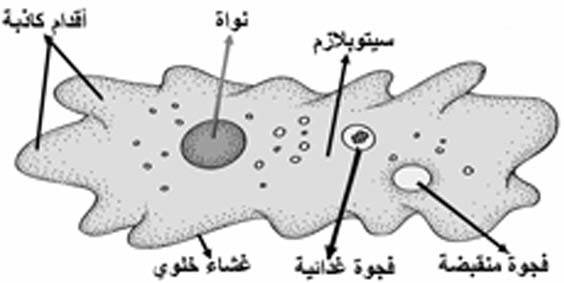 أقدام كاذبة
نواة
سيتوبلازم
غشاء خلوي
فجوة غذائية
فجوة منقبضة